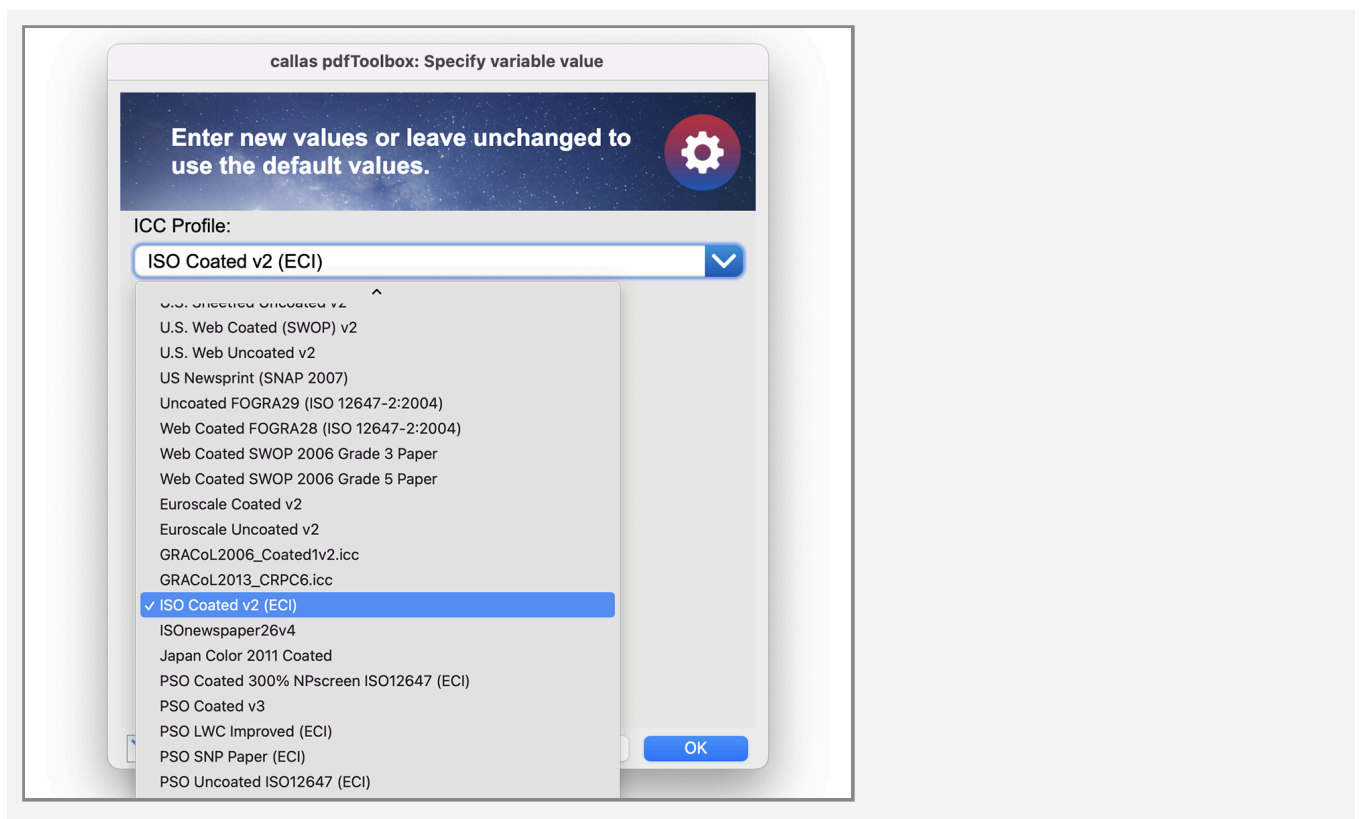 callas pdfToolbox: Specify variable value
Enter new values or leave unchanged to
use the default values.
ICC Profile:
ISO Coated v2 (ECI)
U.S. Sheetfed Uncoated v2
U.S. Web Coated (SWOP) v2
U.S. Web Uncoated v2
US Newsprint (SNAP 2007)
Uncoated FOGRA29 (ISO 12647-2:2004)
Web Coated FOGRA28 (ISO 12647-2:2004)
Web Coated SWOP 2006 Grade 3 Paper
Web Coated SWOP 2006 Grade 5 Paper
Euroscale Coated v2
Euroscale Uncoated v2
GRACoL2006_Coated1v2.icc
GRACoL2013_CRPC6.icc
✓ ISO Coated v2 (ECI)
ISOnewspaper26v4
Japan Color 2011 Coated
PSO Coated 300% NPscreen ISO12647 (ECI)
PSO Coated v3
PSO LWC Improved (ECI)
PSO SNP Paper (ECI)
PSO Uncoated ISO12647 (ECI)
OK